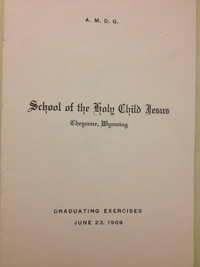 A. M. D. G.
School of the Holy Child Jesus
Cheyenne, Wyoming
GRADUATING EXERCISES
JUNE 23, 1909